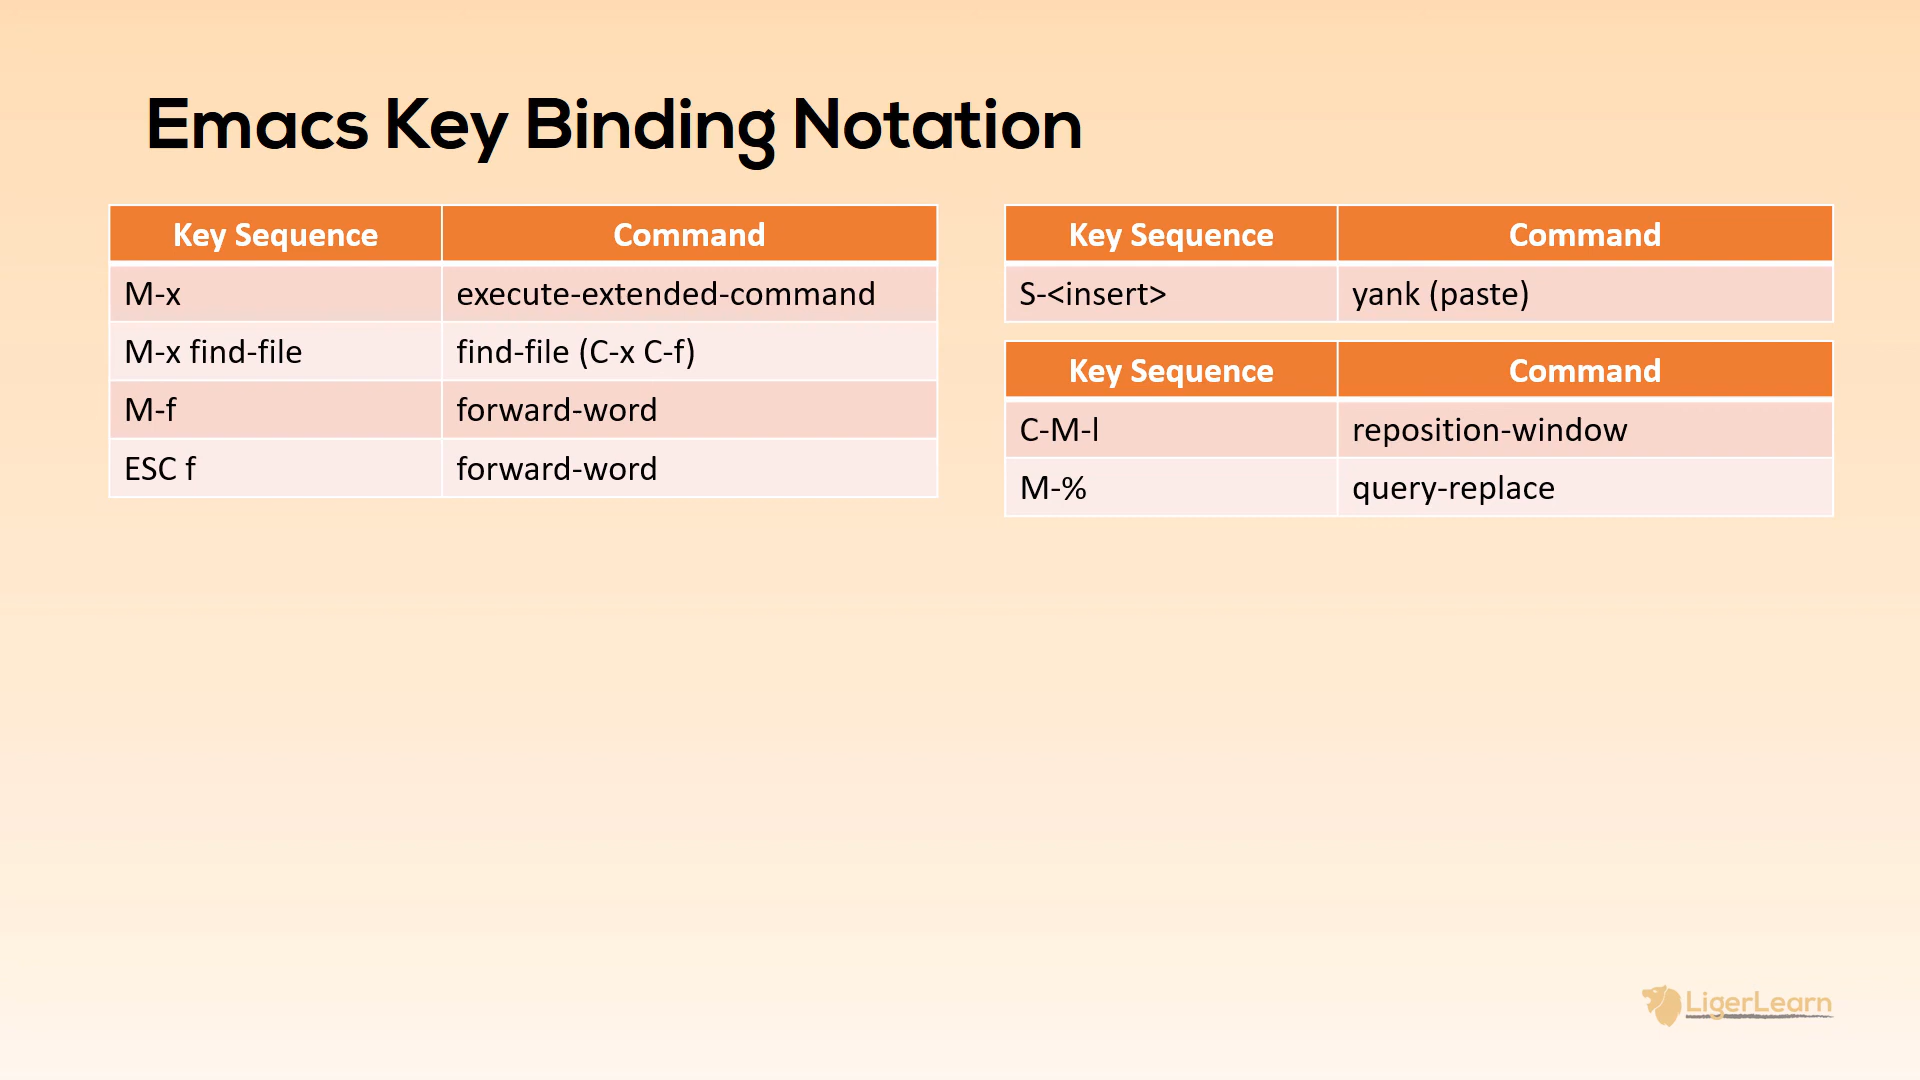 Emacs Key Binding Notation
Key Sequence Command
M-x execute-extended-command
M-x find-file find-file (C-x C-f)
M-f forward-word
ESC f forward-word
Key Sequence Command
S-<insert> yank (paste)
Key Sequence Command
C-M-l reposition-window
M-% query-replace
LigerLearn